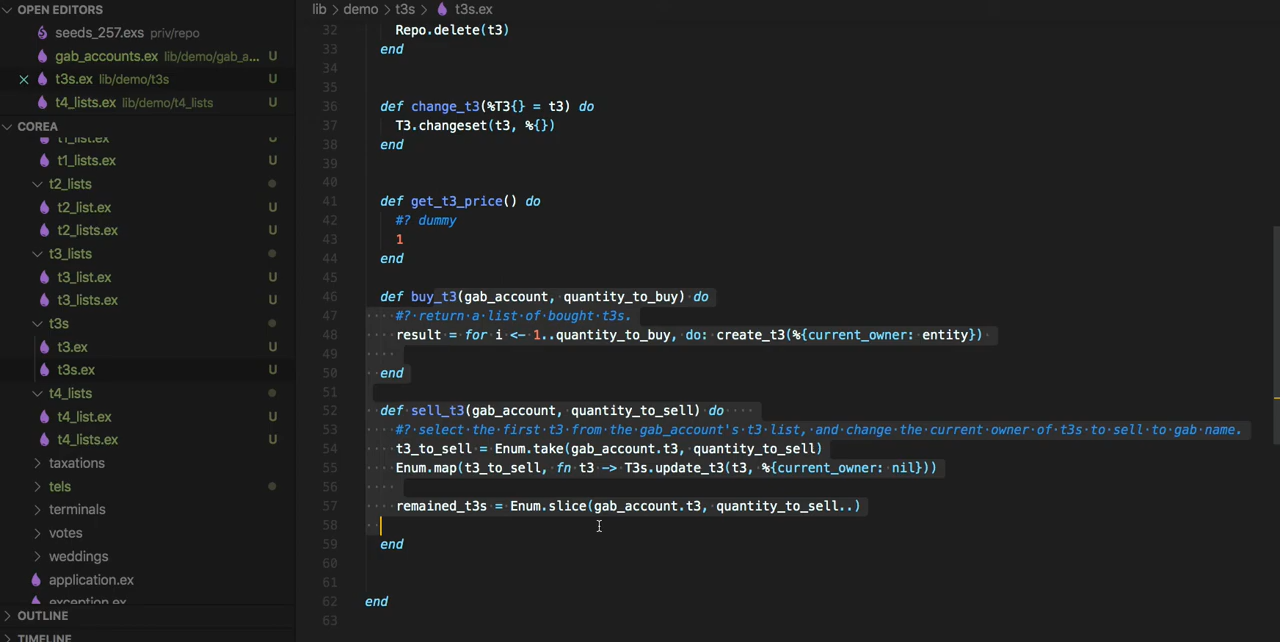 OPEN EDITORS
seeds_257.exs priv/repo
gab_accounts.ex lib/demo/gab_a... U
t3s.ex lib/demo/t3s U
t4_lists.ex lib/demo/t4_lists U
COREA
t1_list.ex U
t1_lists.ex U
t2_lists
t2_list.ex U
t2_lists.ex U
t3_lists
t3_list.ex U
t3_lists.ex U
t3s
t3.ex U
t3s.ex U
t4_lists
t4_list.ex U
t4_lists.ex U
taxations
tels
terminals
votes
weddings
application.ex
exception.ex
OUTLINE
TIMELINE
lib > demo > t3s > t3s.ex
32 Repo.delete(t3)
33 end
34
35
36 def change_t3(%T3{} = t3) do
37 T3.changeset(t3, %{})
38 end
39
40
41 def get_t3_price() do
42 #? dummy
43 1
44 end
45
46 def buy_t3(gab_account, quantity_to_buy) do
47 #? return a list of bought t3s.
48 result = for i <- 1..quantity_to_buy, do: create_t3(%{current_owner: entity})
49
50 end
51
52 def sell_t3(gab_account, quantity_to_sell) do
53 #? select the first t3 from the gab_account's t3 list, and change the current owner of t3s to sell to gab name.
54 t3_to_sell = Enum.take(gab_account.t3, quantity_to_sell)
55 Enum.map(t3_to_sell, fn t3 -> T3s.update_t3(t3, %{current_owner: nil}))
56
57 remained_t3s = Enum.slice(gab_account.t3, quantity_to_sell..)
58
59 end
60
61
62 end
63